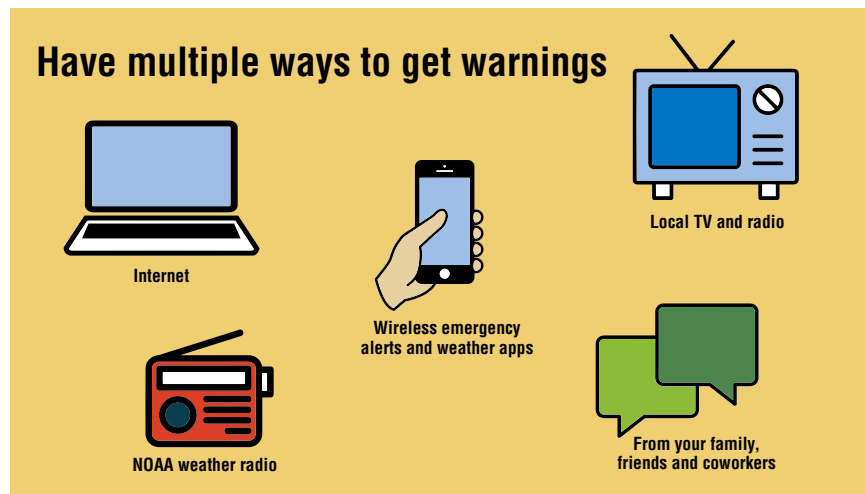 Have multiple ways to get warnings
Local TV and radio
Internet
Wireless emergency
alerts and weather apps
NOAA weather radio
From your family,
friends and coworkers